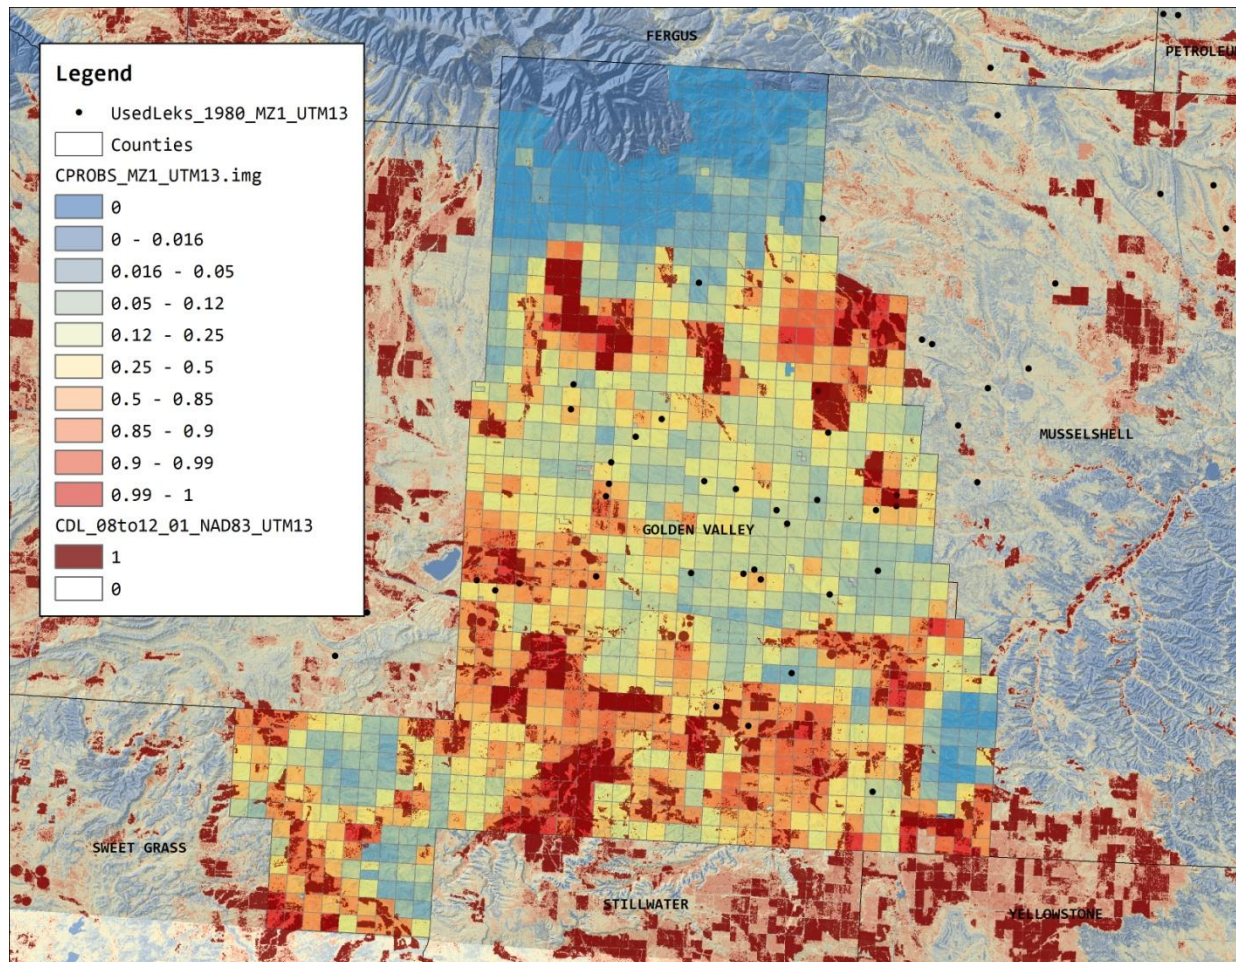 FERGUS
PETROLEU
Legend
UsedLeks_1980_MZ1_UTM13
Counties
CPROBS_MZ1_UTM13.img
0
0 - 0.016
0.016 - 0.05
0.05 - 0.12
0.12 - 0.25
0.25 - 0.5
0.5 - 0.85
0.85 - 0.9
0.9 - 0.99
0.99 - 1
CDL_08to12_01_NAD83_UTM13
1
0
MUSSELSHELL
GOLDEN VALLEY
SWEET GRASS
STILLWATER
YELLOWSTONE